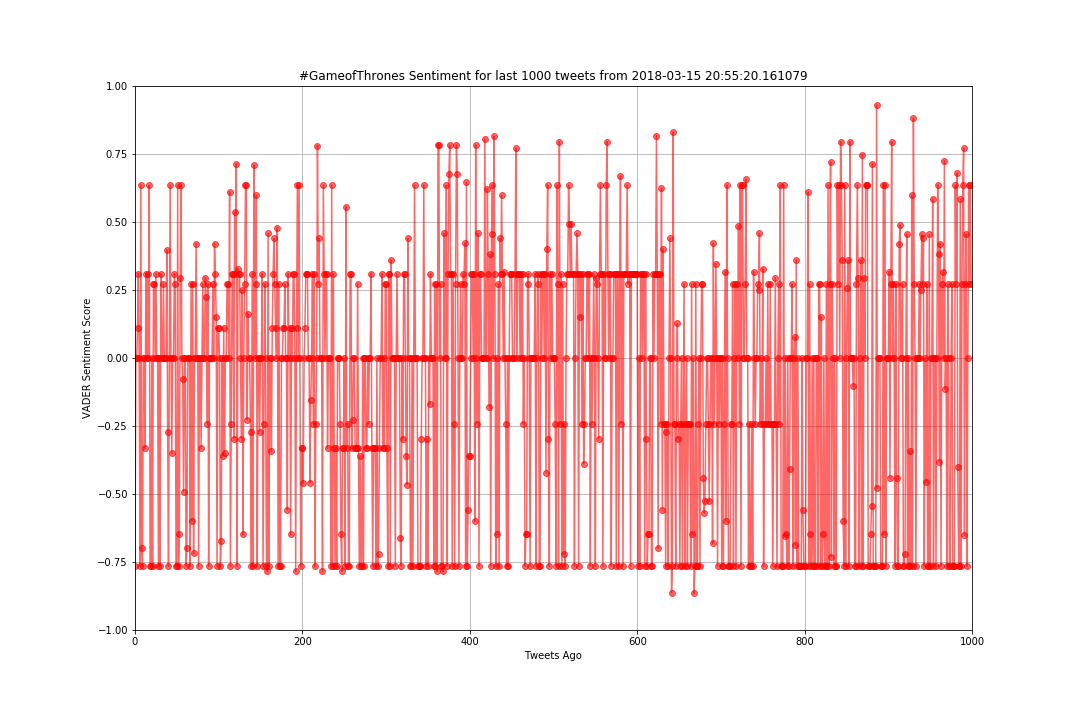 #GameofThrones Sentiment for last 1000 tweets from 2018-03-15 20:55:20.161079
1.00
0.75
0.50
0.25
0.00
−0.25
−0.50
−0.75
−1.00
VADER Sentiment Score
0 200 400 600 800 1000
Tweets Ago